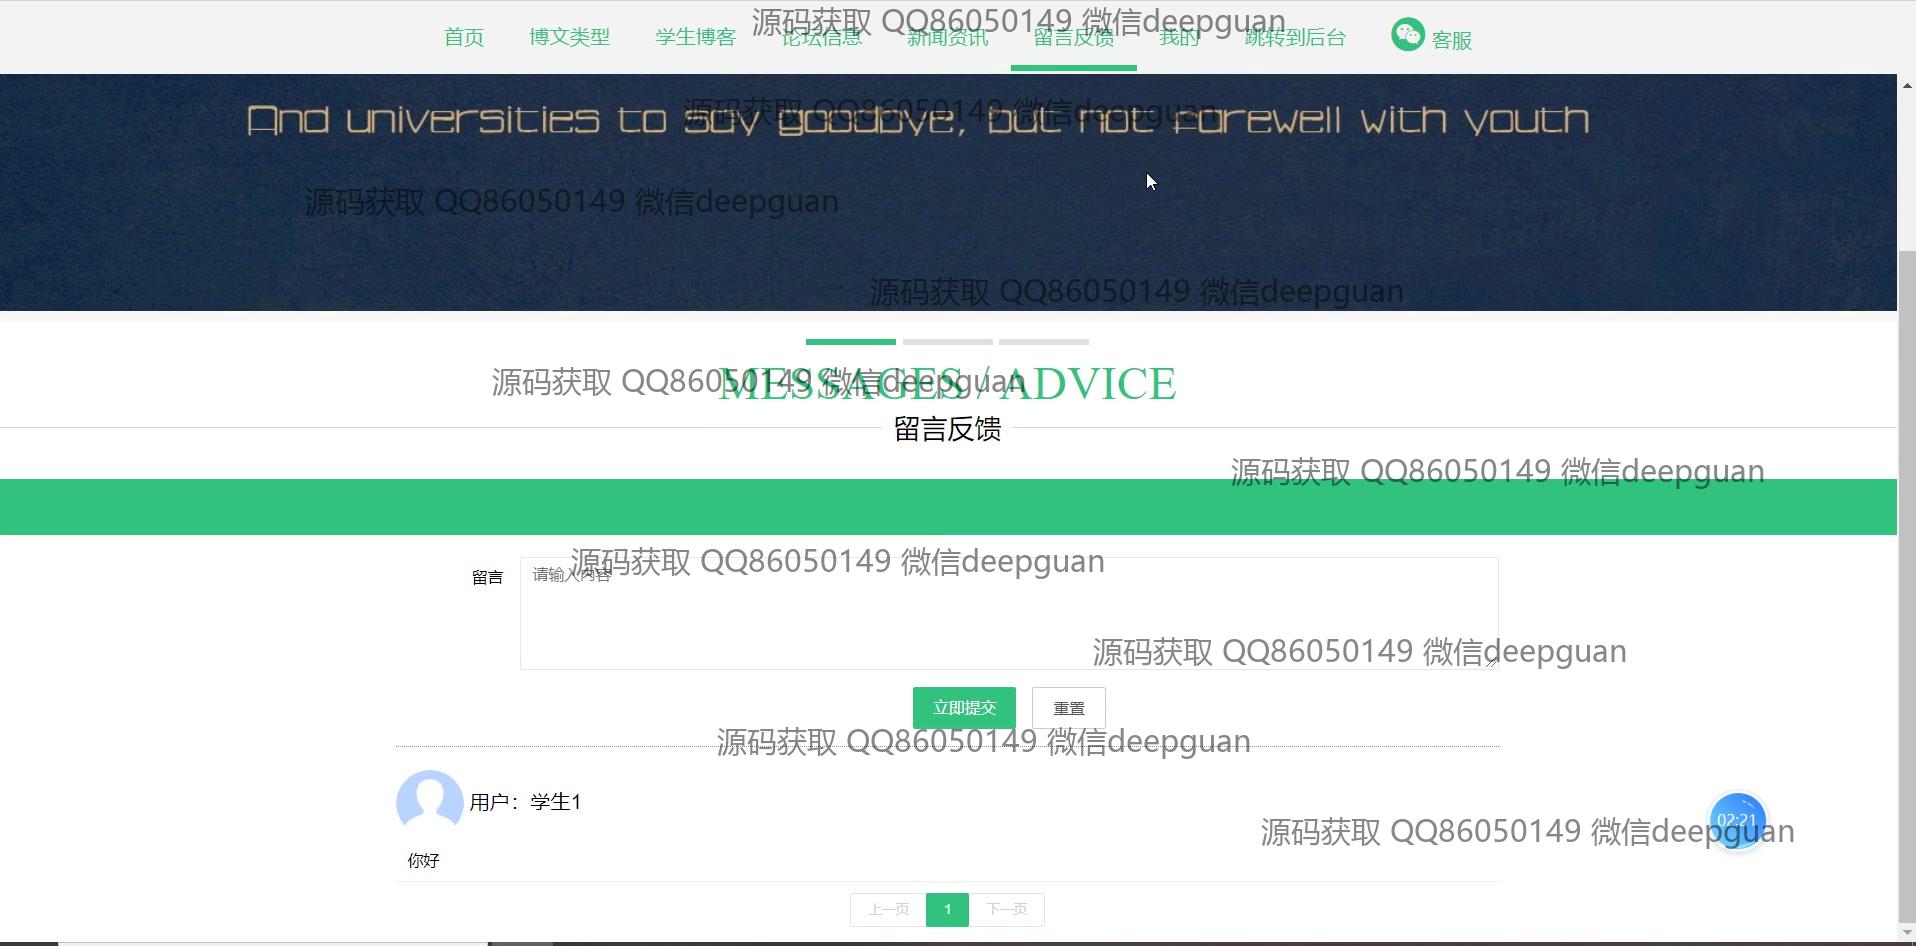 源码获取 QQ86050149 微信deepguan
首页 博文类型 学生博客 论坛信息 新闻资讯 留言反馈 我的 跳转到后台 客服
源码获取 QQ86050149 微信deepguan
And universities to say goodbye, but not farewell with youth
源码获取 QQ86050149 微信deepguan
源码获取 QQ86050149 微信deepguan
源码获取 QQ86050149 微信deepguan
MESSAGES / ADVICE
留言反馈
源码获取 QQ86050149 微信deepguan
源码获取 QQ86050149 微信deepguan
留言 请输入内容
源码获取 QQ86050149 微信deepguan
立即提交 重置
源码获取 QQ86050149 微信deepguan
用户：学生1
02:21
源码获取 QQ86050149 微信deepguan
你好
上一页 1 下一页